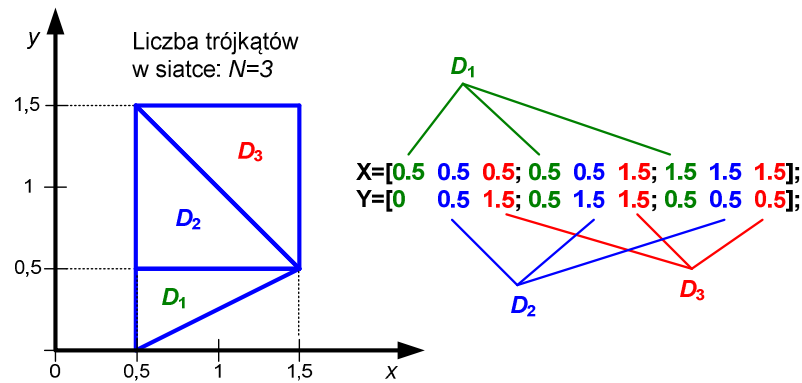 y
Liczba trójkątów
w siatce: N=3
D₁
1,5
D₃
X=[0.5 0.5 0.5; 0.5 0.5 1.5; 1.5 1.5 1.5];
1
Y=[0 0.5 1.5; 0.5 1.5 1.5; 0.5 0.5 0.5];
D₂
0,5
D₁
D₂
D₃
0 0,5 1 1,5 x